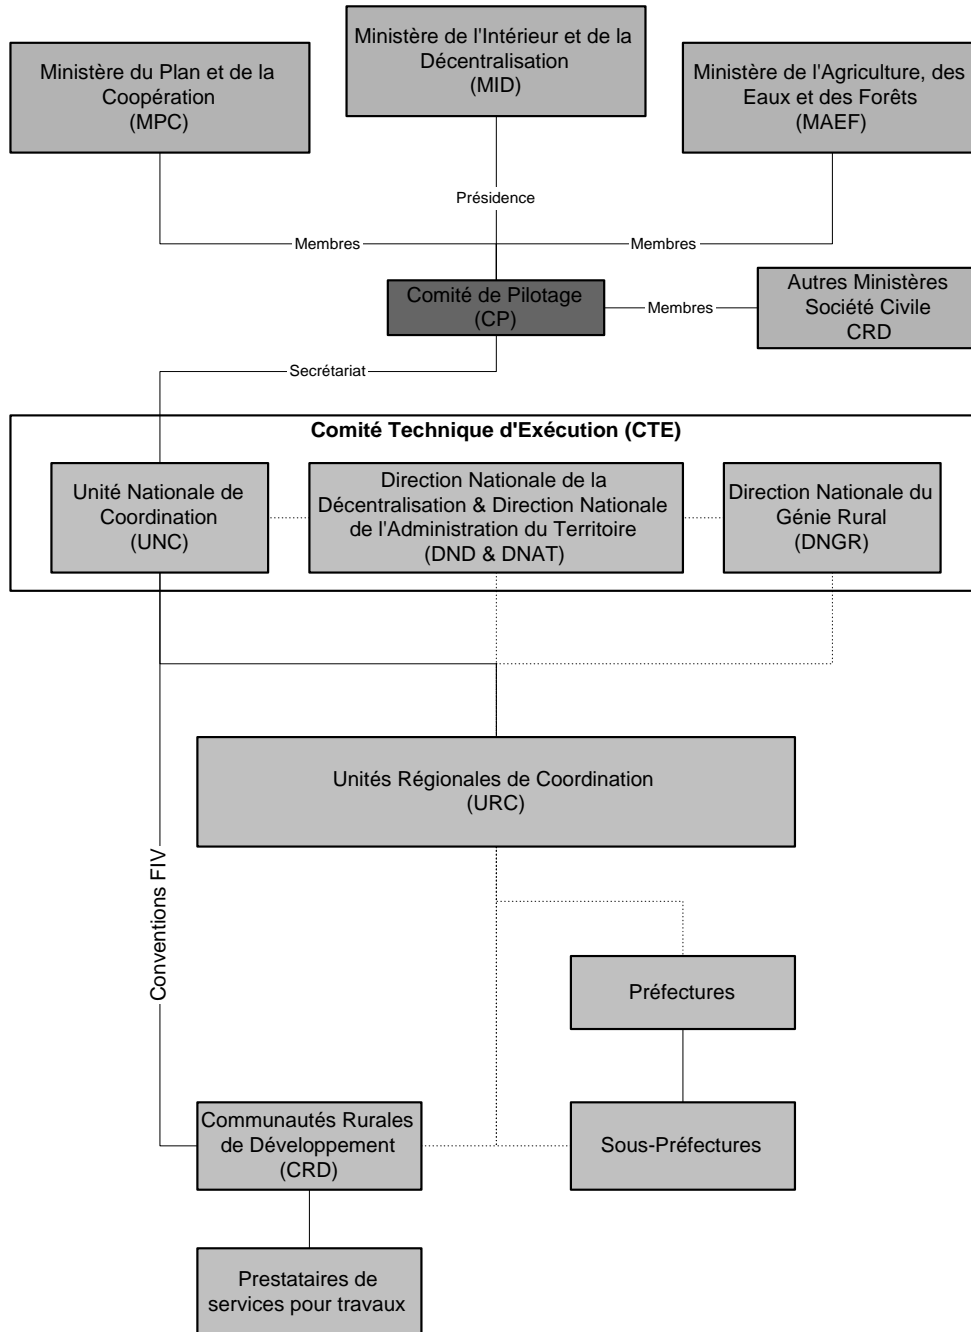 Ministère du Plan et de la
Coopération
(MPC)
Ministère de l'Intérieur et de la
Décentralisation
(MID)
Ministère de l'Agriculture, des
Eaux et des Forêts
(MAEF)
Présidence
Membres
Membres
Comité de Pilotage
(CP)
Membres
Autres Ministères
Société Civile
CRD
Secrétariat
Comité Technique d'Exécution (CTE)
Unité Nationale de
Coordination
(UNC)
Direction Nationale de la
Décentralisation & Direction Nationale
de l'Administration du Territoire
(DND & DNAT)
Direction Nationale du
Génie Rural
(DNGR)
Unités Régionales de Coordination
(URC)
Conventions FIV
Préfectures
Communautés Rurales
de Développement
(CRD)
Sous-Préfectures
Prestataires de
services pour travaux